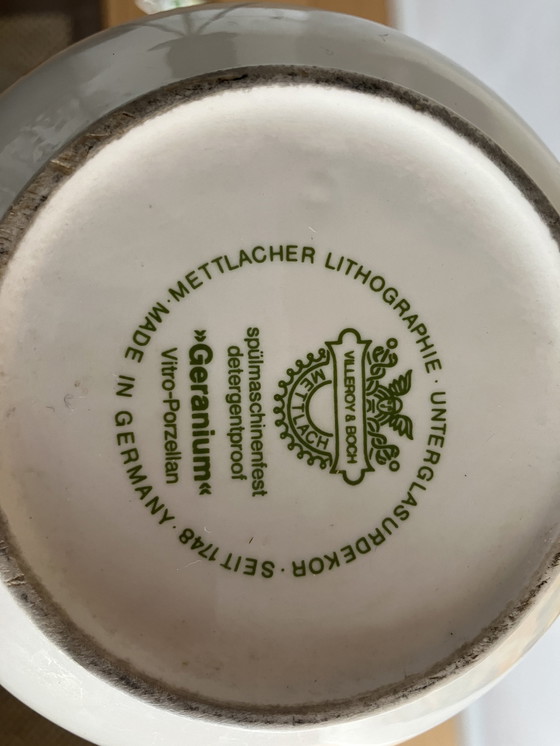 METTLACHER LITHOGRAPHIE · UNTERGLASURDEKOR · SEIT 1748 · MADE IN GERMANY ·
VILLEROY & BOCH
METTLACH
spülmaschinenfest
detergentproof
»Geranium«
Vitro-Porzellan